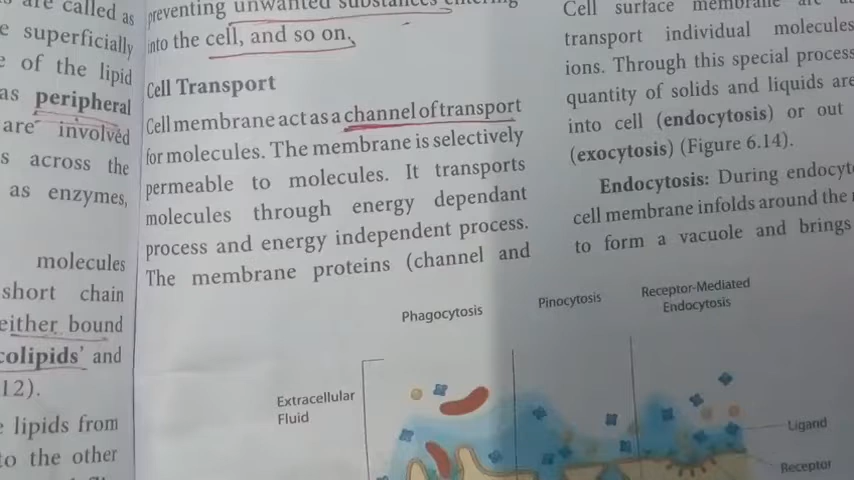 are called as
superficially
of the lipid
as peripheral
are involved
s across the
as enzymes,
molecules
short chain
either bound
colipids' and
12).
lipids from
to the other
preventing unwanted substances entering
into the cell, and so on.
Cell Transport
Cell membrane act as a channel of transport
for molecules. The membrane is selectively
permeable to molecules. It transports
molecules through energy dependant
process and energy independent process.
The membrane proteins (channel and
Cell surface membrane are
transport individual molecules
ions. Through this special process
quantity of solids and liquids are
into cell (endocytosis) or out
(exocytosis) (Figure 6.14).
Endocytosis: During endocyt
cell membrane infolds around the
to form a vacuole and brings
Phagocytosis
Pinocytosis
Receptor-Mediated
Endocytosis
Extracellular
Fluid
Ligand
Receptor